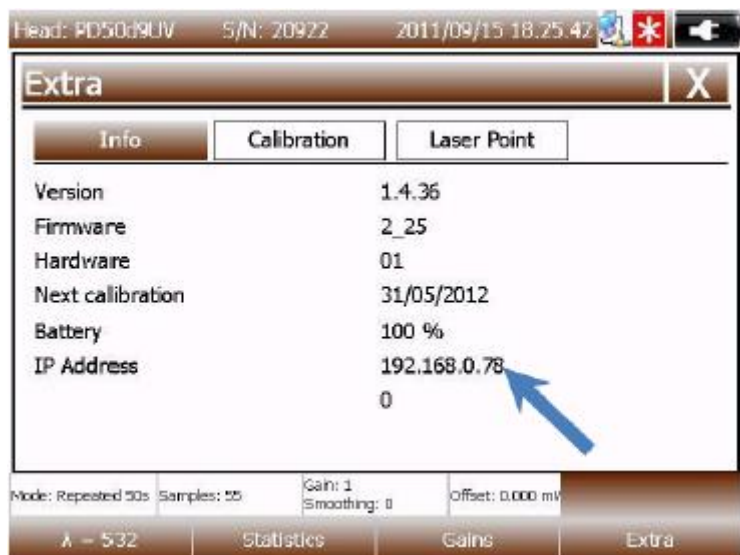 Head: PD50d9UV S/N: 20922 2011/09/15 18.25.42
Extra X
Info Calibration Laser Point
Version 1.4.36
Firmware 2_25
Hardware 01
Next calibration 31/05/2012
Battery 100 %
IP Address 192.168.0.78
0
Mode: Repeated 50s Samples: 55 Gain: 1 Offset: 0.000 mW
Smoothing: 0
λ = 532 Statistics Gains Extra